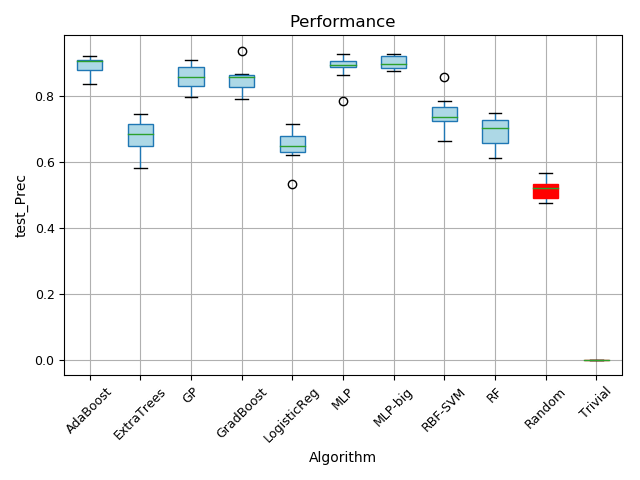 Performance
test_Prec
0.8
0.6
0.4
0.2
0.0
AdaBoost
ExtraTrees
GP
GradBoost
LogisticReg
MLP
MLP-big
RBF-SVM
RF
Random
Trivial
Algorithm